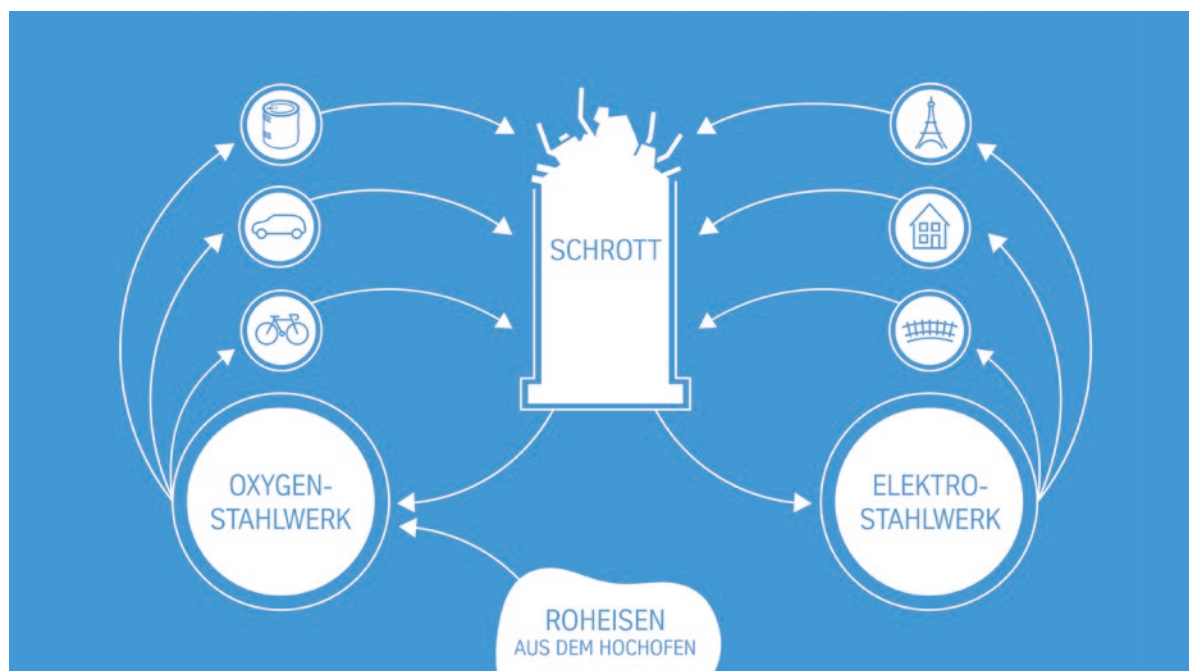 SCHROTT
OXYGEN-
STAHLWERK
ELEKTRO-
STAHLWERK
ROHEISEN
AUS DEM HOCHOFEN